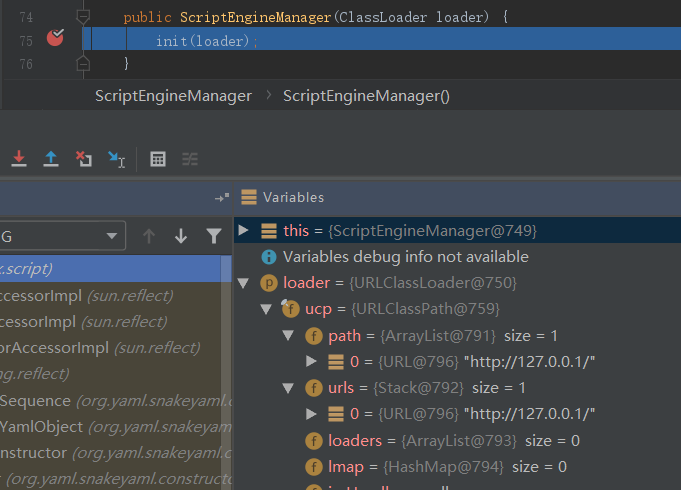 74 public ScriptEngineManager(ClassLoader loader) {
75 init(loader);
76 }
ScriptEngineManager › ScriptEngineManager()
Variables
G
this = {ScriptEngineManager@749}
Variables debug info not available
.script)
loader = {URLClassLoader@750}
ccessorImpl (sun.reflect)
ucp = {URLClassPath@759}
cessorImpl (sun.reflect)
path = {ArrayList@791} size = 1
orAccessorImpl (sun.reflect)
0 = {URL@796} "http://127.0.0.1/"
ng.reflect)
urls = {Stack@792} size = 1
Sequence (org.yaml.snakeyaml.c
0 = {URL@796} "http://127.0.0.1/"
YamlObject (org.yaml.snakeyam
loaders = {ArrayList@793} size = 0
nstructor (org.yaml.snakeyaml.
lmap = {HashMap@794} size = 0
(org.yaml.snakeyaml.constructo